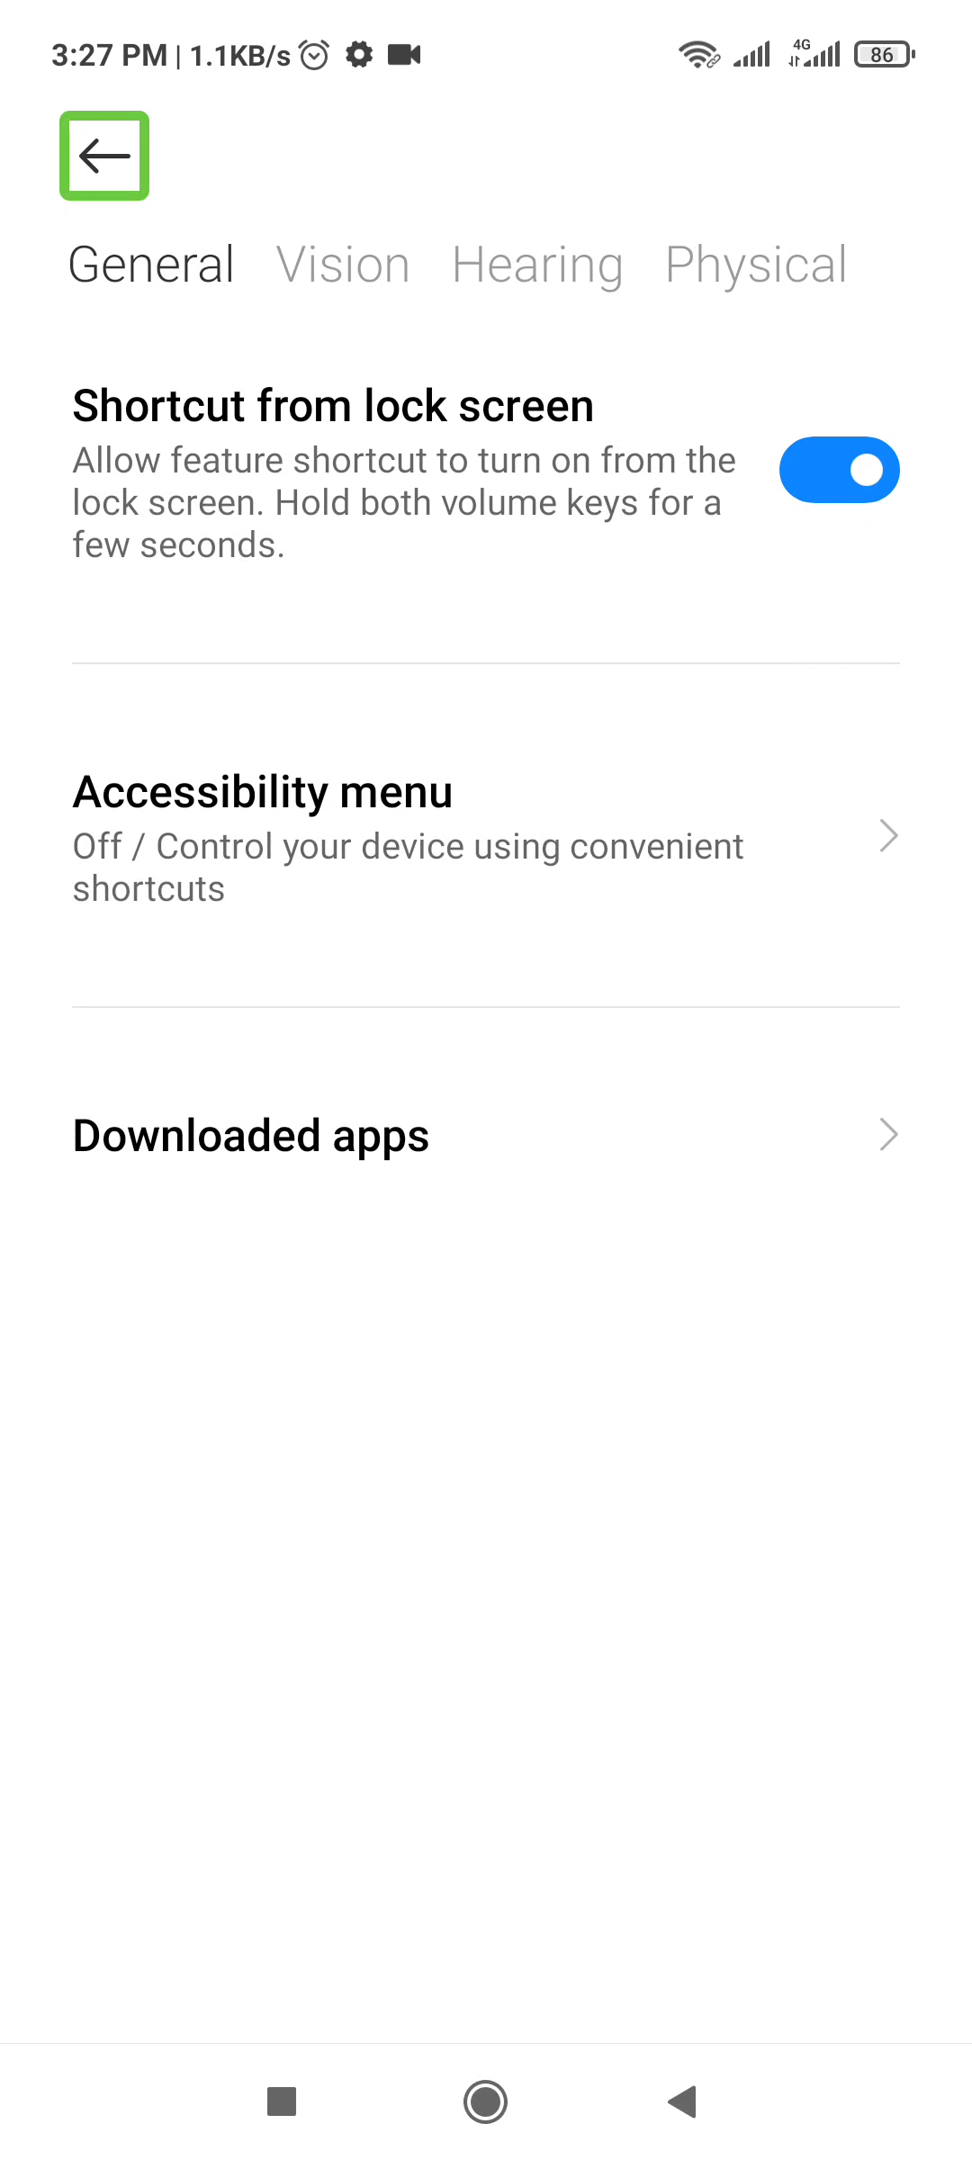 3:27 PM | 1.1KB/s
4G
86
General Vision Hearing Physical
Shortcut from lock screen
Allow feature shortcut to turn on from the
lock screen. Hold both volume keys for a
few seconds.
Accessibility menu
Off / Control your device using convenient
shortcuts
Downloaded apps